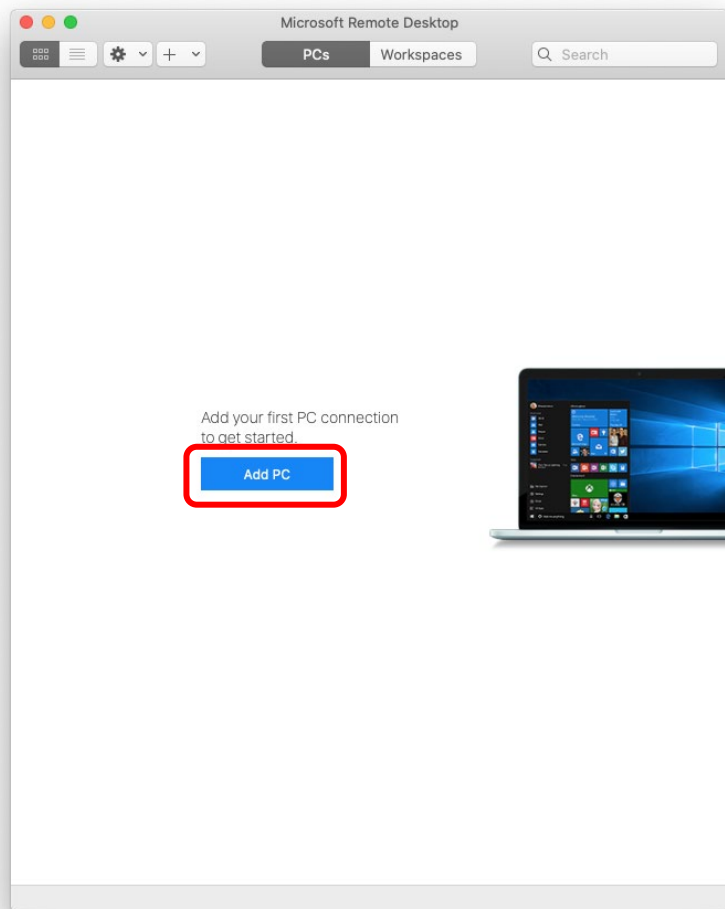 Microsoft Remote Desktop
PCs
Workspaces
Search
Add your first PC connection
to get started.
Add PC